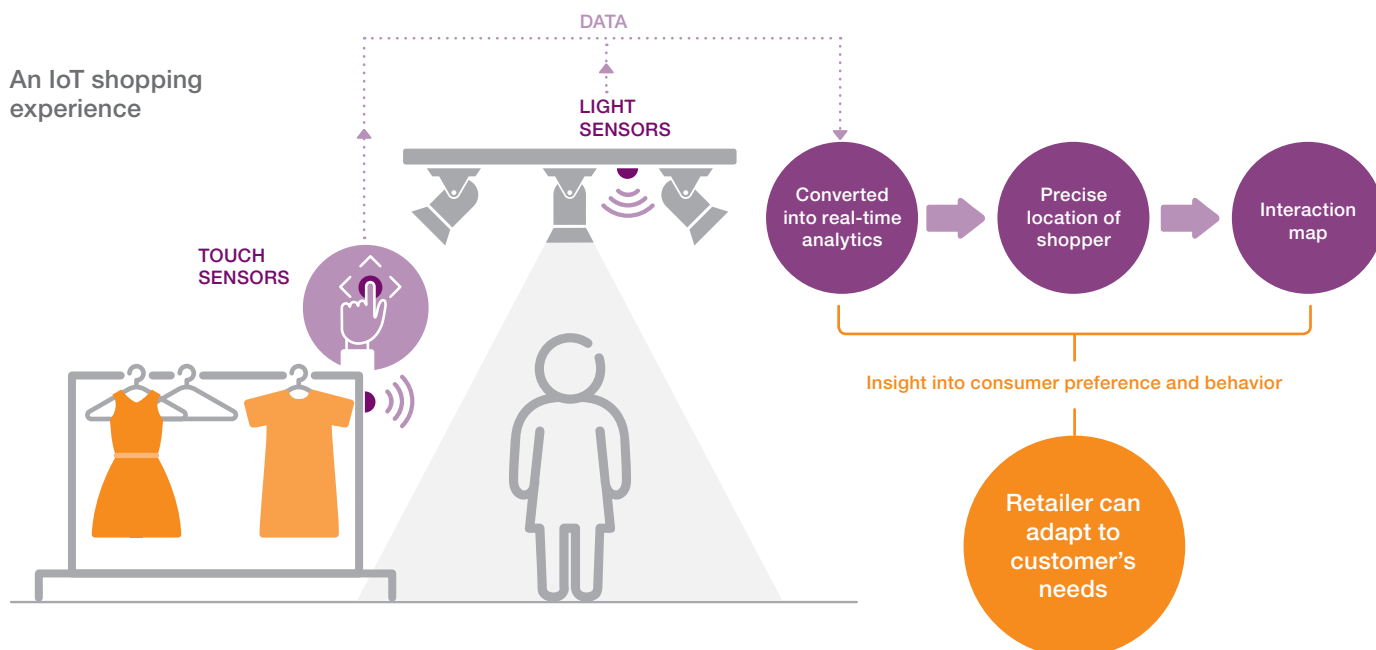 DATA
An IoT shopping
experience
LIGHT
SENSORS
TOUCH
SENSORS
Converted
into real-time
analytics
Precise
location of
shopper
Interaction
map
Insight into consumer preference and behavior
Retailer can
adapt to
customer’s
needs